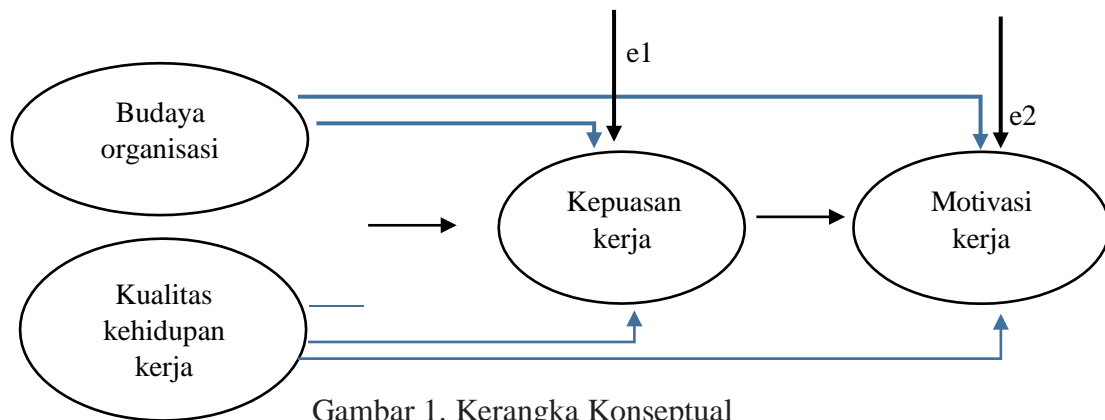 e1
Budaya
organisasi
e2
Kepuasan
kerja
Motivasi
kerja
Kualitas
kehidupan
kerja
Gambar 1. Kerangka Konseptual